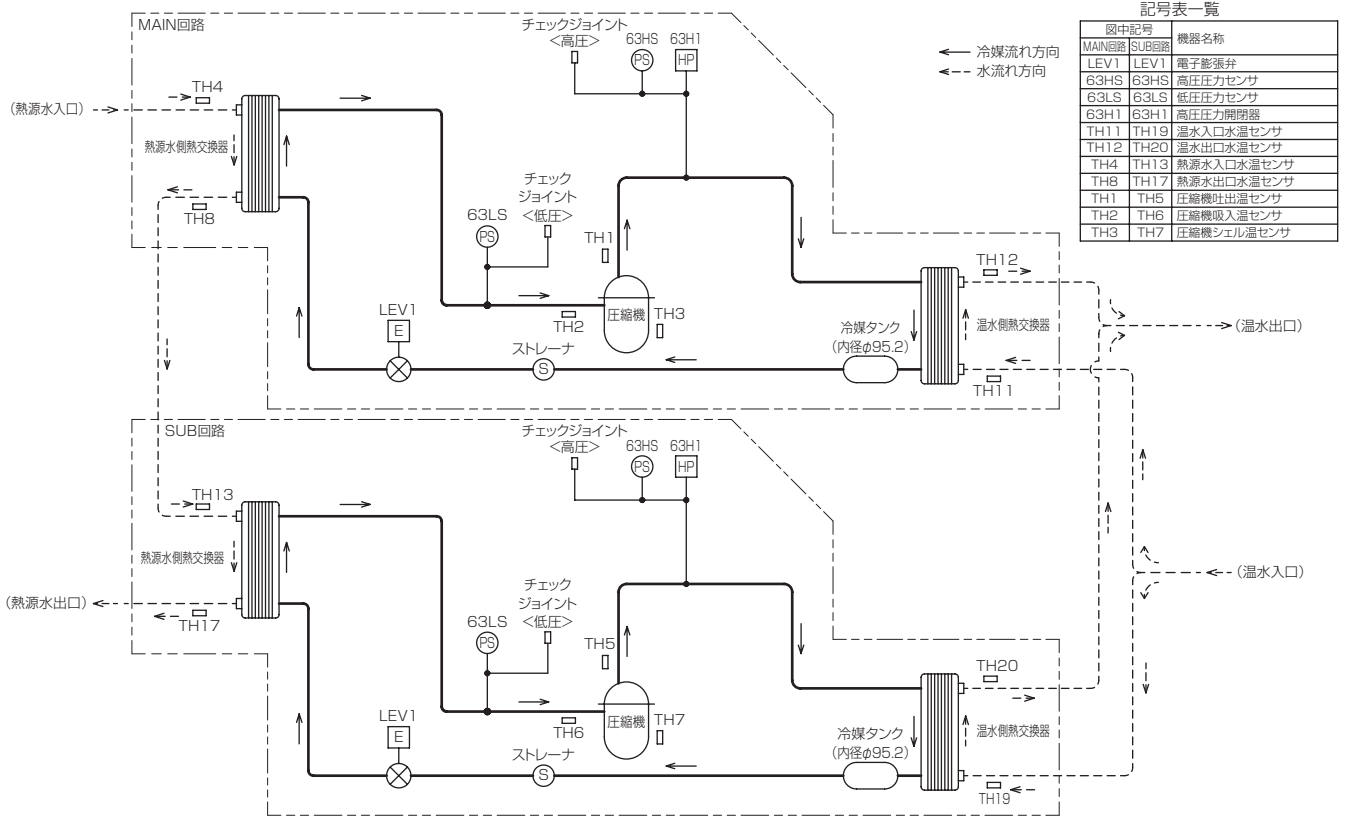 MAIN回路
チェックジョイント
<高圧>
63HS
63H1
PS
HP
冷媒流れ方向
水流れ方向
TH4
(熱源水入口)
熱源水側熱交換器
TH8
63LS
PS
チェック
ジョイント
<低圧>
TH1
圧縮機
TH2
TH3
LEV1
E
ストレーナ
S
冷媒タンク
(内径φ95.2)
TH12
温水側熱交換器
TH11
(温水出口)
記号表一覧
図中記号 機器名称
MAIN回路 SUB回路
LEV1 LEV1 電子膨張弁
63HS 63HS 高圧圧力センサ
63LS 63LS 低圧圧力センサ
63H1 63H1 高圧圧力開閉器
TH11 TH19 温水入口水温センサ
TH12 TH20 温水出口水温センサ
TH4 TH13 熱源水入口水温センサ
TH8 TH17 熱源水出口水温センサ
TH1 TH5 圧縮機吐出温センサ
TH2 TH6 圧縮機吸入温センサ
TH3 TH7 圧縮機シェル温センサ
SUB回路
チェックジョイント
<高圧>
63HS
63H1
PS
HP
TH13
熱源水側熱交換器
(熱源水出口)
TH17
63LS
PS
チェック
ジョイント
<低圧>
TH5
圧縮機
TH6
TH7
LEV1
E
ストレーナ
S
冷媒タンク
(内径φ95.2)
TH20
温水側熱交換器
TH19
(温水入口)